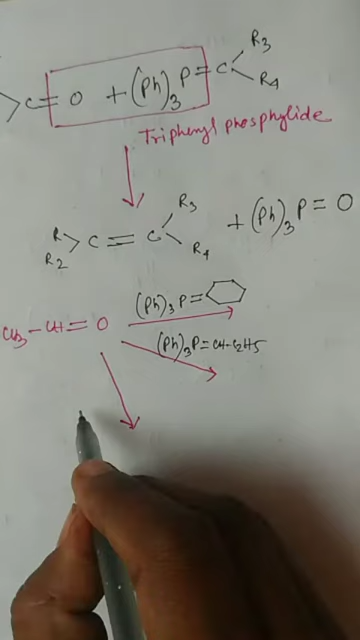 >C=O +(Ph)3P=C<R3 R4
Triphenyl phosphylide
R R2>C=C<R3 R4 +(Ph)3P=O
CH3-CH=O (Ph)3P=
(Ph)3P=CH-C2H5